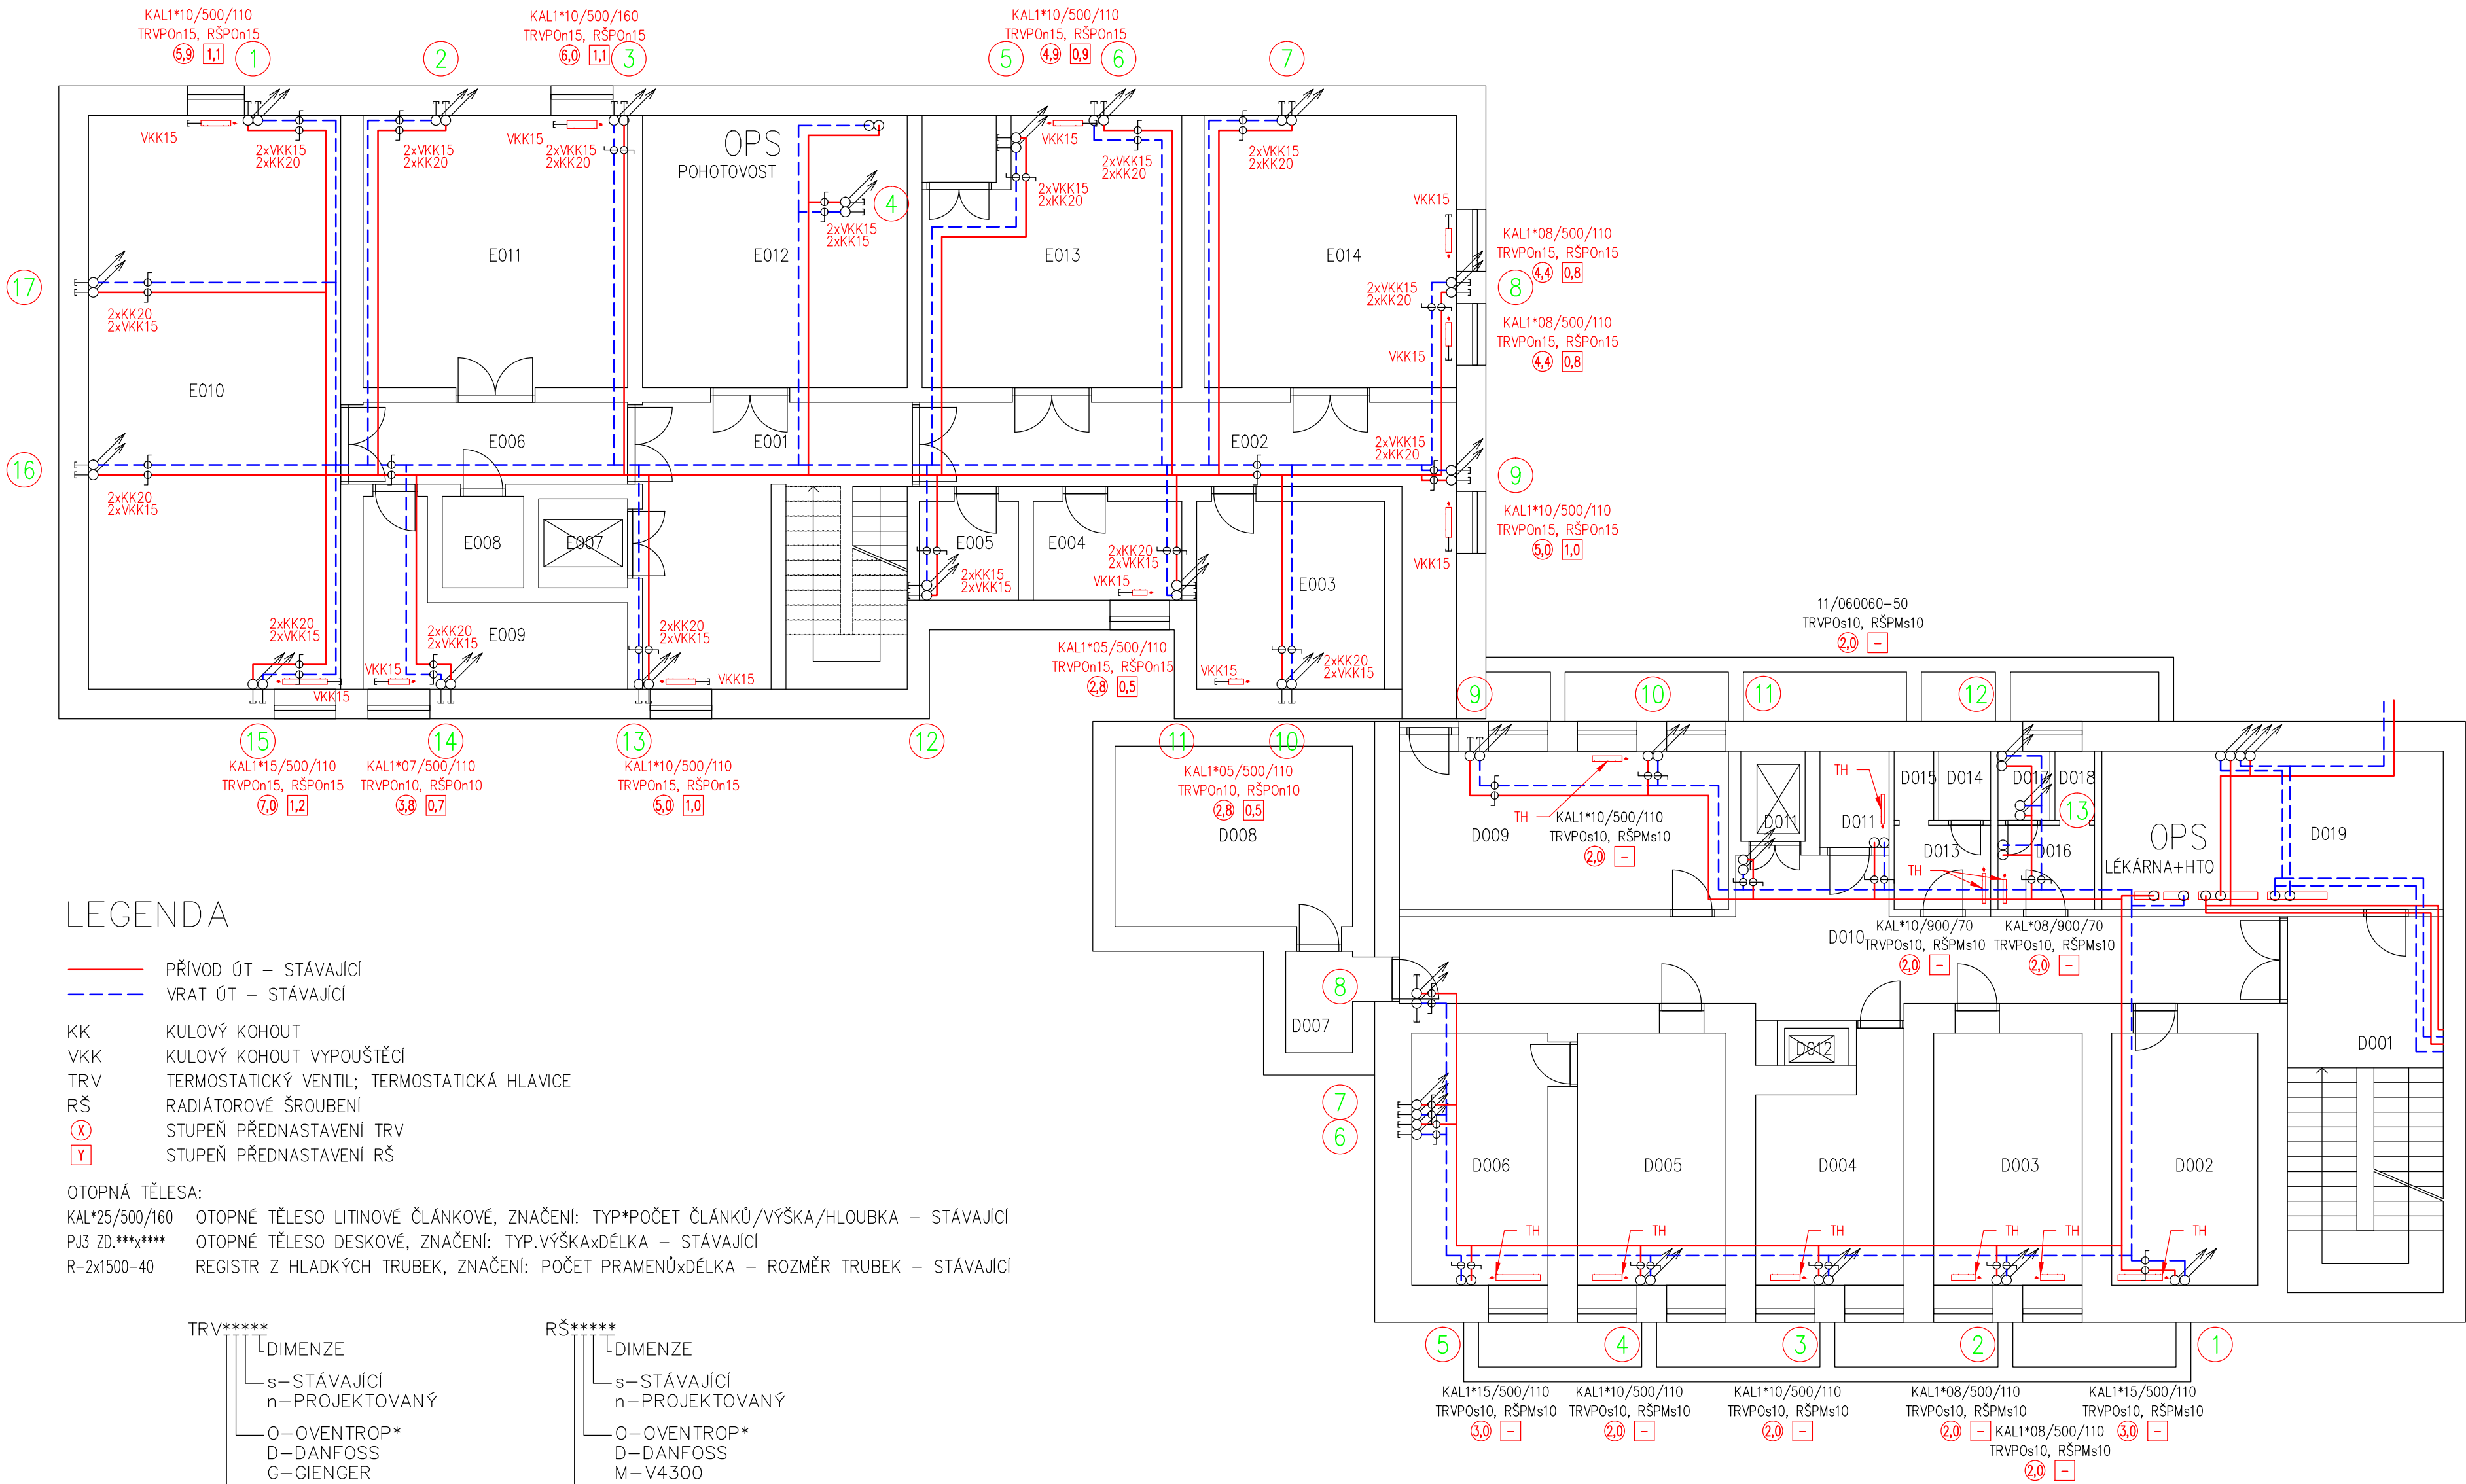 KAL1*10/500/110
TRVPOn15, RŠPOn15
5,9 1,1
1
2
KAL1*10/500/160
TRVPOn15, RŠPOn15
6,0 1,1
3
5
KAL1*10/500/110
TRVPOn15, RŠPOn15
4,9 0,9
6
7
VKK15
2xVKK15
2xKK20
2xVKK15
2xKK20
VKK15
2xVKK15
2xKK20
OPS
POHOTOVOST
4
2xVKK15
2xKK15
VKK15
2xVKK15
2xKK20
2xVKK15
2xKK20
2xVKK15
2xKK20
VKK15
KAL1*08/500/110
TRVPOn15, RŠPOn15
4,4 0,8
E011
E012
E013
E014
17
2xKK20
2xVKK15
2xVKK15
2xKK20
8
KAL1*08/500/110
TRVPOn15, RŠPOn15
4,4 0,8
VKK15
E010
E006
E001
E002
2xVKK15
2xKK20
16
2xKK20
2xVKK15
9
KAL1*10/500/110
TRVPOn15, RŠPOn15
5,0 1,0
VKK15
E008
E007
E005
E004
2xKK20
2xVKK15
2xKK15
2xVKK15
VKK15
E003
2xKK20
2xVKK15
2xKK20
2xVKK15
E009
2xKK20
2xVKK15
VKK15
VKK15
VKK15
KAL1*05/500/110
TRVPOn15, RŠPOn15
2,8 0,5
VKK15
2xKK20
2xVKK15
11/060060-50
TRVPOs10, RŠPMs10
2,0 -
15
14
13
12
11
10
KAL1*15/500/110
TRVPOn15, RŠPOn15
7,0 1,2
KAL1*07/500/110
TRVPOn10, RŠPOn10
3,8 0,7
KAL1*10/500/110
TRVPOn15, RŠPOn15
5,0 1,0
KAL1*05/500/110
TRVPOn10, RŠPOn10
2,8 0,5
9
10
11
12
D008
D009
TH
KAL1*10/500/110
TRVPOs10, RŠPMs10
2,0 -
D011
TH
D011
D015
D014
D017
D018
13
D013
D016
TH
OPS
LÉKÁRNA+HTO
D019
KAL*10/900/70
TRVPOs10, RŠPMs10
2,0 -
KAL*08/900/70
TRVPOs10, RŠPMs10
2,0 -
D010
8
D007
D012
D001
7
6
D006
D005
D004
D003
D002
TH
TH
TH
TH
TH
TH
5
4
3
2
1
KAL1*15/500/110
TRVPOs10, RŠPMs10
3,0 -
KAL1*10/500/110
TRVPOs10, RŠPMs10
2,0 -
KAL1*10/500/110
TRVPOs10, RŠPMs10
2,0 -
KAL1*08/500/110
TRVPOs10, RŠPMs10
2,0 -
KAL1*08/500/110
TRVPOs10, RŠPMs10
2,0 -
KAL1*15/500/110
TRVPOs10, RŠPMs10
3,0 -
LEGENDA
PŘÍVOD ÚT – STÁVAJÍCÍ
VRAT ÚT – STÁVAJÍCÍ
KK KULOVÝ KOHOUT
VKK KULOVÝ KOHOUT VYPOUŠTĚCÍ
TRV TERMOSTATICKÝ VENTIL; TERMOSTATICKÁ HLAVICE
RŠ RADIÁTOROVÉ ŠROUBENÍ
X STUPEŇ PŘEDNASTAVENÍ TRV
Y STUPEŇ PŘEDNASTAVENÍ RŠ
OTOPNÁ TĚLESA:
KAL*25/500/160 OTOPNÉ TĚLESO LITINOVÉ ČLÁNKOVÉ, ZNAČENÍ: TYP*POČET ČLÁNKŮ/VÝŠKA/HLOUBKA – STÁVAJÍCÍ
PJ3 ZD.***x**** OTOPNÉ TĚLESO DESKOVÉ, ZNAČENÍ: TYP.VÝŠKAxDÉLKA – STÁVAJÍCÍ
R-2x1500-40 REGISTR Z HLADKÝCH TRUBEK, ZNAČENÍ: POČET PRAMENŮxDÉLKA – ROZMĚR TRUBEK – STÁVAJÍCÍ
TRV*****
DIMENZE
s-STÁVAJÍCÍ
n-PROJEKTOVANÝ
O-OVENTROP*
D-DANFOSS
G-GIENGER
RŠ*****
DIMENZE
s-STÁVAJÍCÍ
n-PROJEKTOVANÝ
O-OVENTROP*
D-DANFOSS
M-V4300